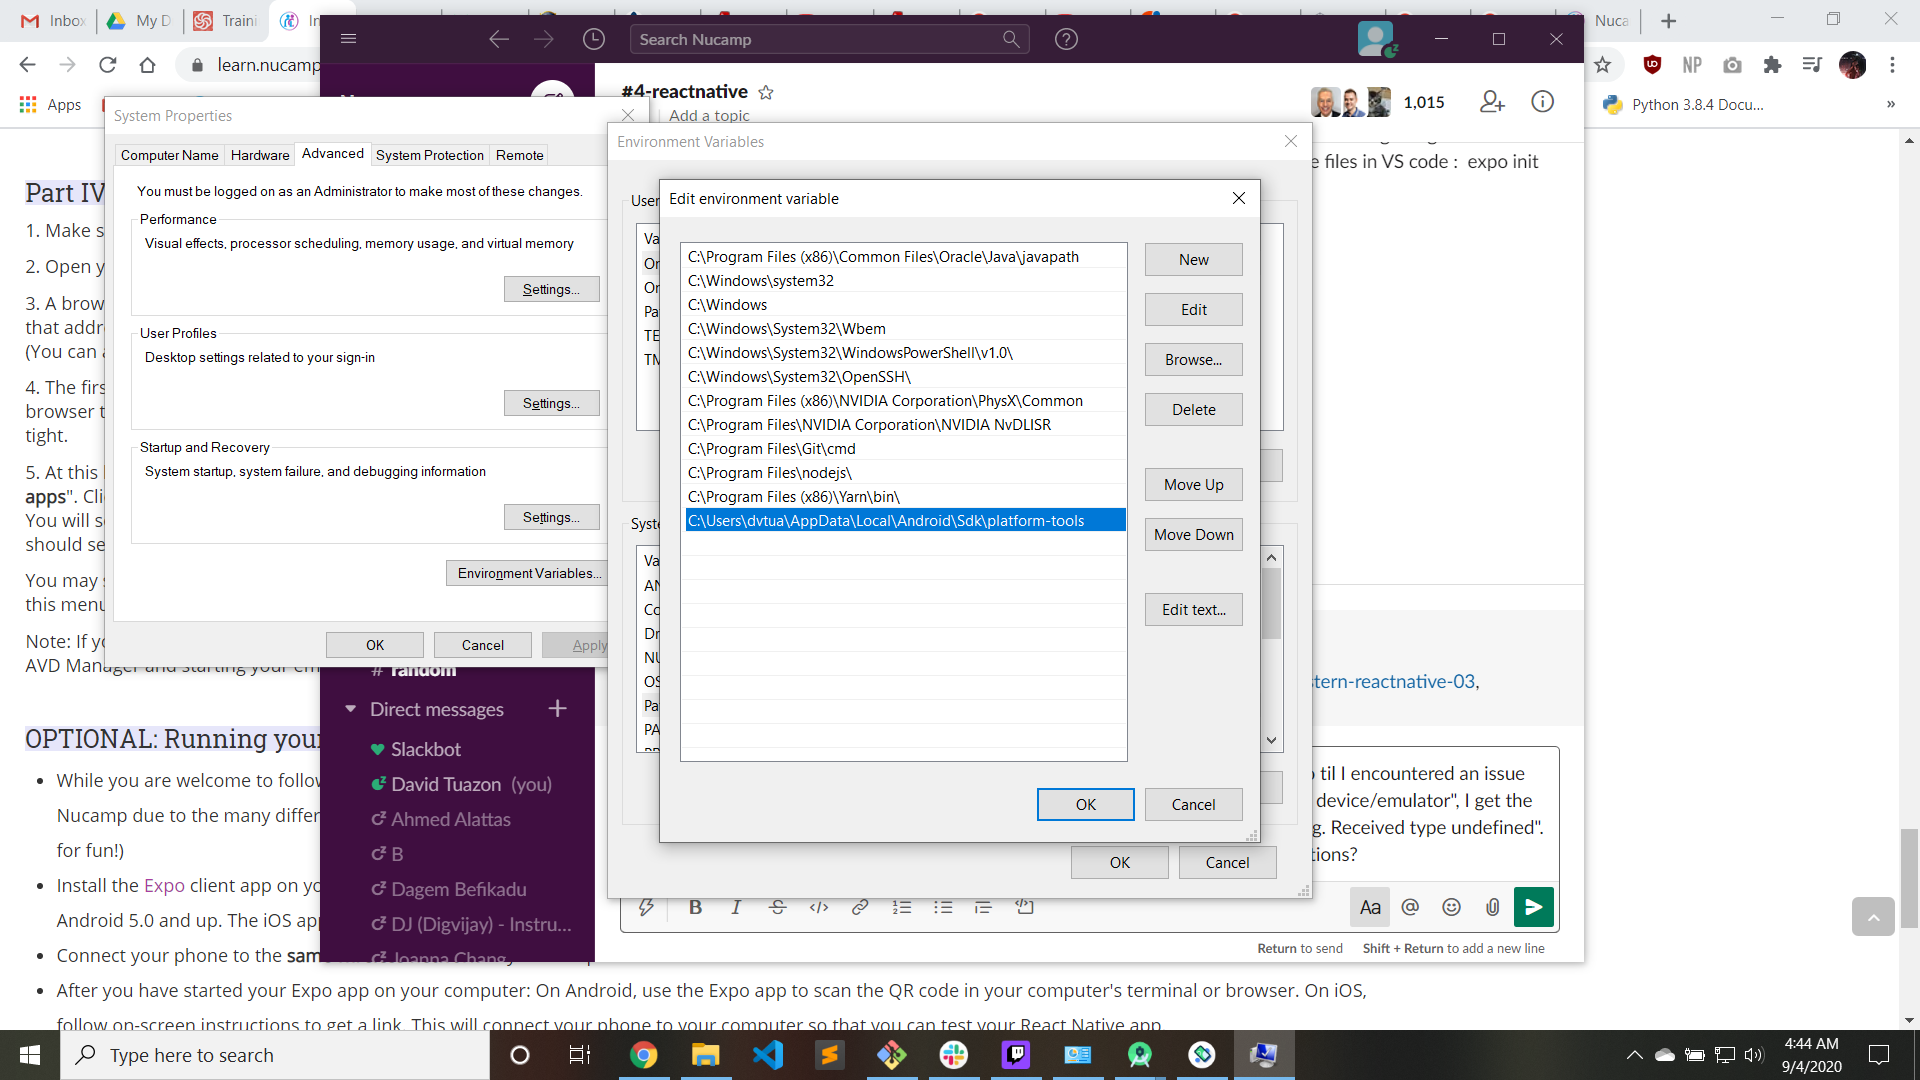 Inbox
My D
Traini
In
Nuca
learn.nucamp
Search Nucamp
NP
Apps
Python 3.8.4 Docu...
»
#4-reactnative
Add a topic
1,015
e files in VS code : expo init
System Properties
Computer Name
Hardware
Advanced
System Protection
Remote
You must be logged on as an Administrator to make most of these changes.
Performance
Visual effects, processor scheduling, memory usage, and virtual memory
Settings...
User Profiles
Desktop settings related to your sign-in
Settings...
Startup and Recovery
System startup, system failure, and debugging information
Settings...
Environment Variables...
OK
Cancel
Apply
Environment Variables
User
Va
On
On
Pa
TE
TM
Syste
Va
AN
Co
Dr
NU
OS
Pa
PA
OK
Cancel
Edit environment variable
C:\Program Files (x86)\Common Files\Oracle\Java\javapath
C:\Windows\system32
C:\Windows
C:\Windows\System32\Wbem
C:\Windows\System32\WindowsPowerShell\v1.0\
C:\Windows\System32\OpenSSH\
C:\Program Files (x86)\NVIDIA Corporation\PhysX\Common
C:\Program Files\NVIDIA Corporation\NVIDIA NvDLISR
C:\Program Files\Git\cmd
C:\Program Files\nodejs\
C:\Program Files (x86)\Yarn\bin\
C:\Users\dvtua\AppData\Local\Android\Sdk\platform-tools
New
Edit
Browse...
Delete
Move Up
Move Down
Edit text...
OK
Cancel
Part IV
1. Make s
2. Open y
3. A brow
that addr
(You can a
4. The firs
browser t
tight.
5. At this
apps". Cli
You will s
should se
You may s
this menu
Note: If yo
AVD Manager and starting your em
OPTIONAL: Running your
While you are welcome to follow
Nucamp due to the many differ
for fun!)
Install the Expo client app on yo
Android 5.0 and up. The iOS app
Connect your phone to the sam
After you have started your Expo app on your computer: On Android, use the Expo app to scan the QR code in your computer's terminal or browser. On iOS,
follow on-screen instructions to get a link. This will connect your phone to your computer so that you can test your React Native app
# random
Direct messages
Slackbot
David Tuazon (you)
Ahmed Alattas
B
Dagem Befikadu
DJ (Digvijay) - Instru...
Joanna Chang
stern-reactnative-03,
til I encountered an issue
device/emulator", I get the
g. Received type undefined".
tions?
B
I
S
Aa
@
Return to send
Shift + Return to add a new line
Type here to search
4:44 AM
9/4/2020